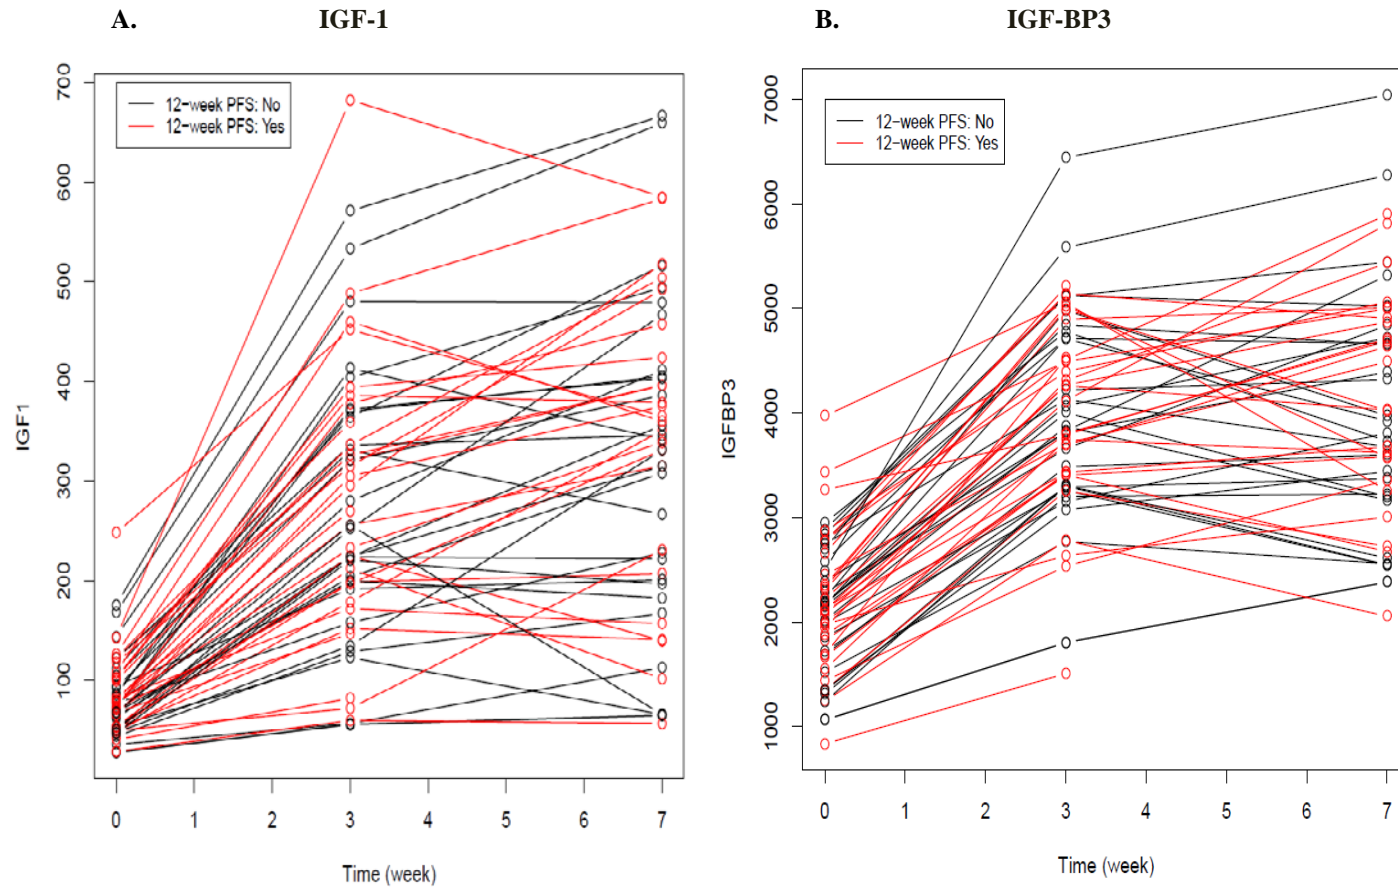 A. IGF-1
12-week PFS: No
12-week PFS: Yes
700
600
500
400
300
200
100
IGF1
0 1 2 3 4 5 6 7
Time (week)
B. IGF-BP3
12-week PFS: No
12-week PFS: Yes
7000
6000
5000
4000
3000
2000
1000
IGFBP3
0 1 2 3 4 5 6 7
Time (week)